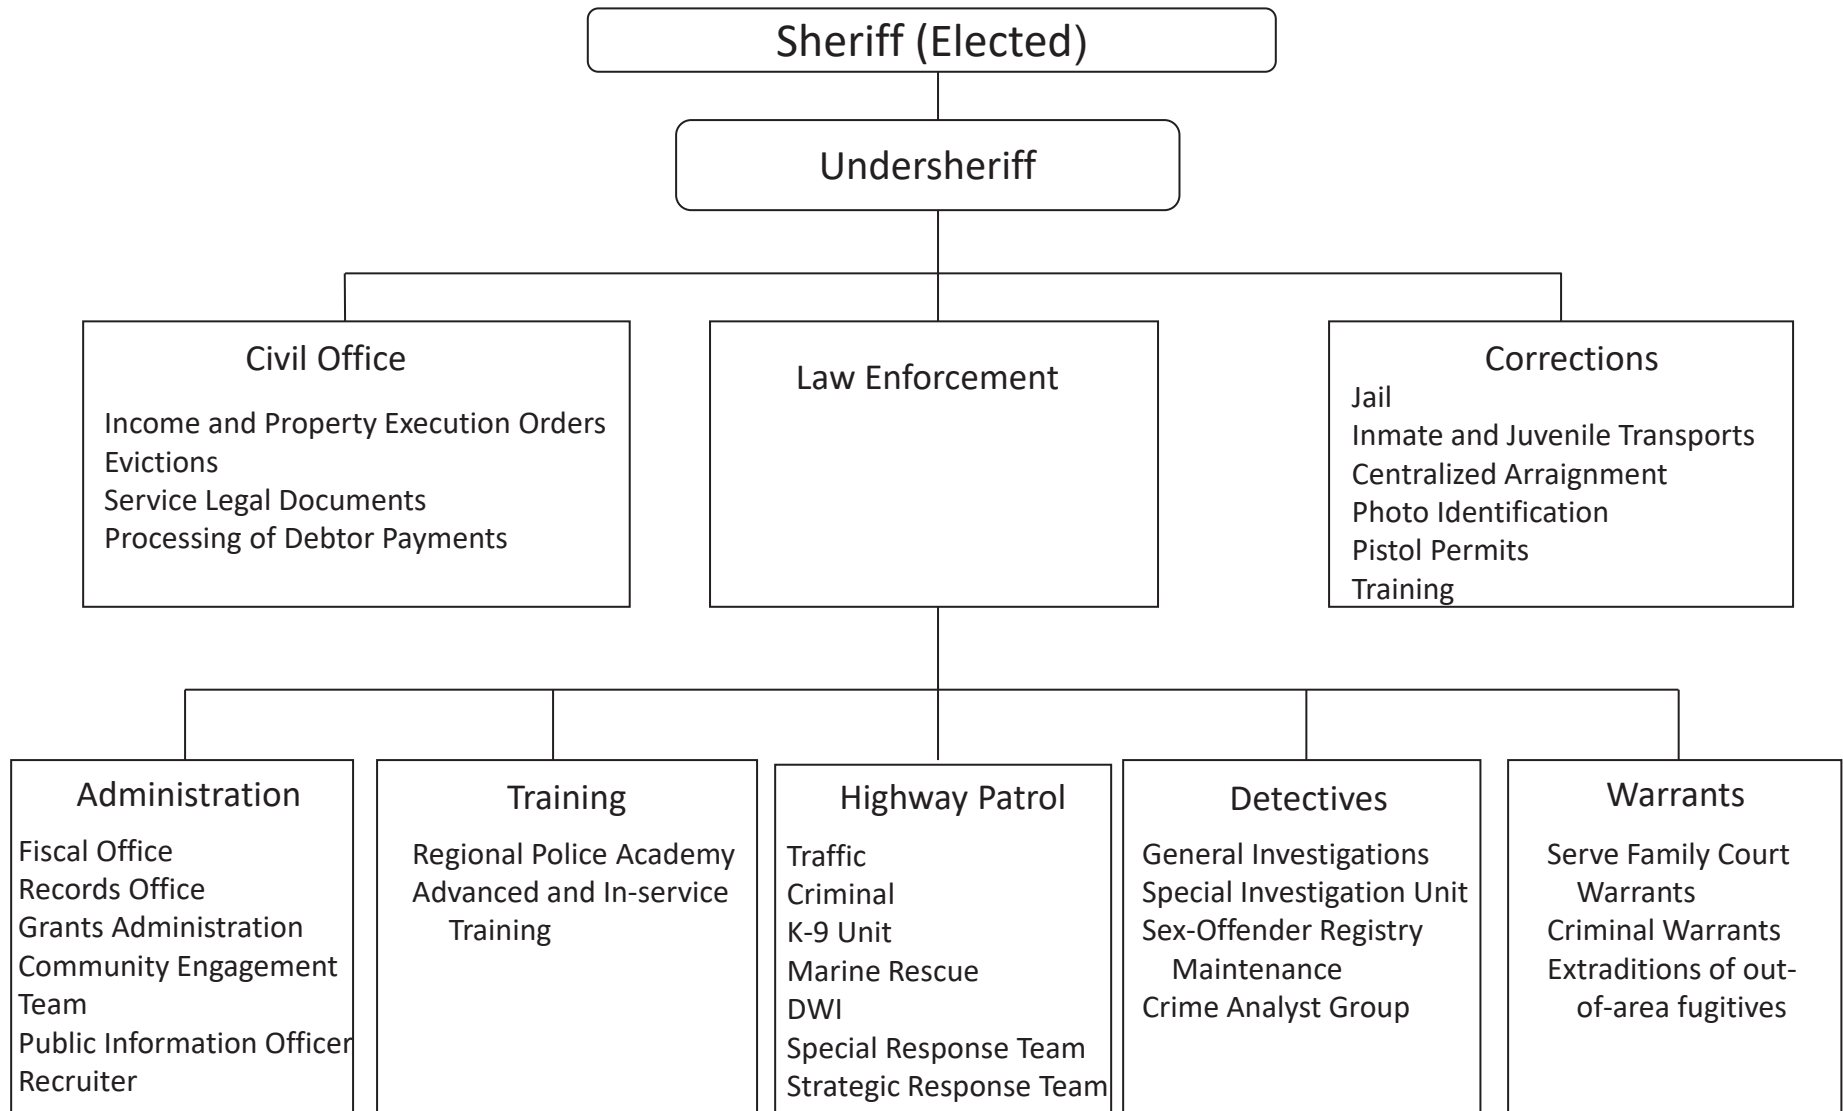 Sheriff (Elected)
Undersheriff
Civil Office
Income and Property Execution Orders
Evictions
Service Legal Documents
Processing of Debtor Payments
Law Enforcement
Corrections
Jail
Inmate and Juvenile Transports
Centralized Arraignment
Photo Identification
Pistol Permits
Training
Administration
Fiscal Office
Records Office
Grants Administration
Community Engagement
Team
Public Information Officer
Recruiter
Training
Regional Police Academy
Advanced and In-service
Training
Highway Patrol
Traffic
Criminal
K-9 Unit
Marine Rescue
DWI
Special Response Team
Strategic Response Team
Detectives
General Investigations
Special Investigation Unit
Sex-Offender Registry
Maintenance
Crime Analyst Group
Warrants
Serve Family Court
Warrants
Criminal Warrants
Extraditions of out-
of-area fugitives